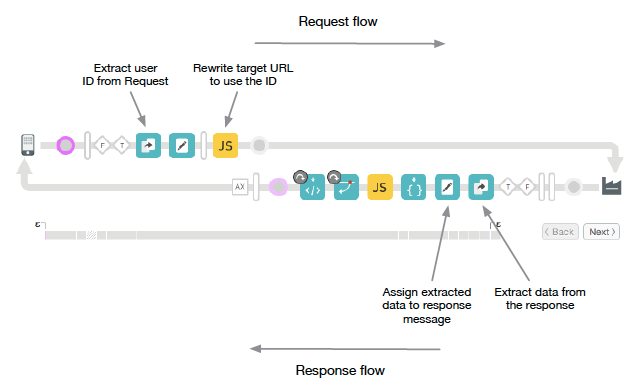 Request flow
Extract user
ID from Request
Rewrite target URL
to use the ID
F
T
JS
AX
</>
JS
{ }
T
F
ε
ε
Back
Next
Assign extracted
data to response
message
Extract data from
the response
Response flow